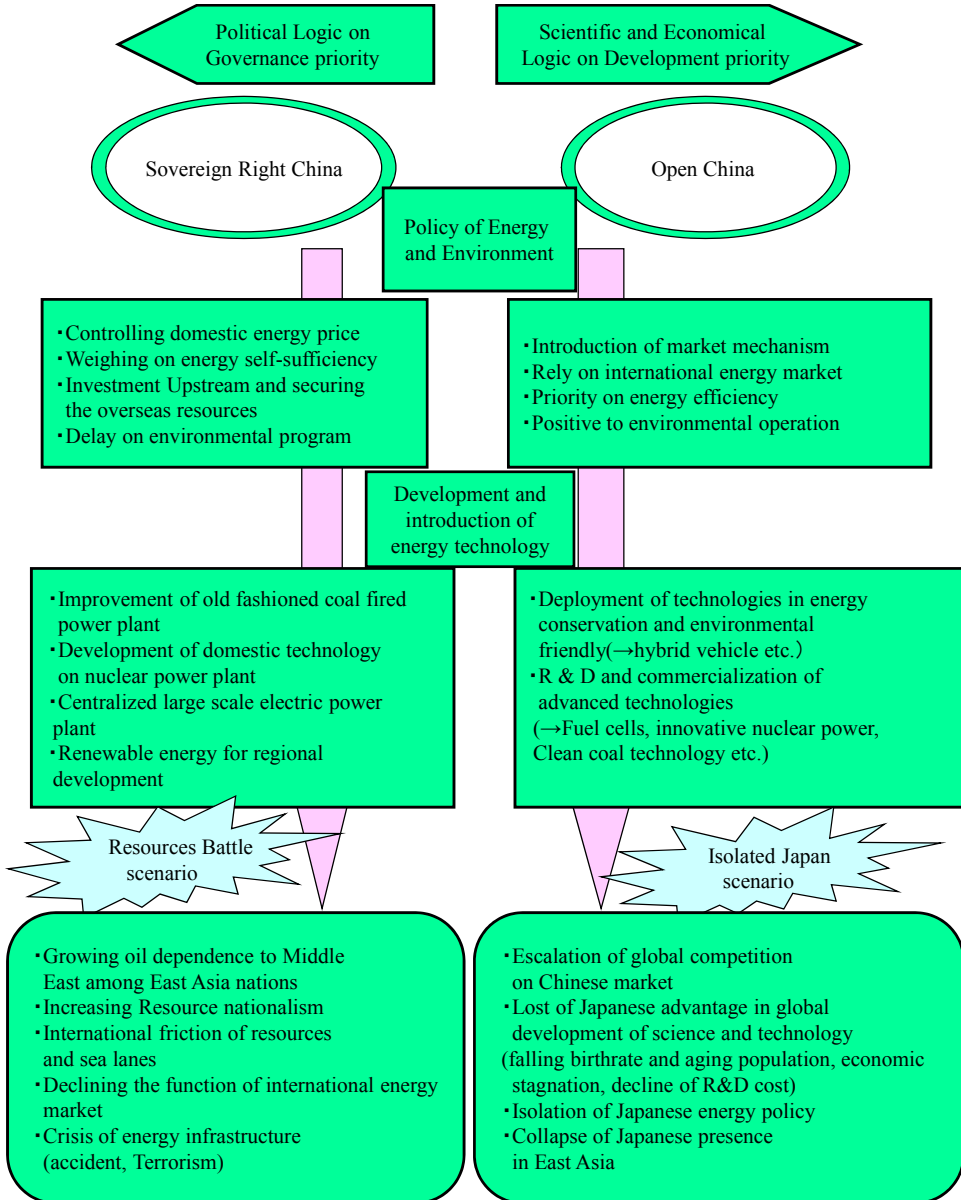 Political Logic on
Governance priority
Scientific and Economical
Logic on Development priority
Sovereign Right China
Open China
Policy of Energy
and Environment
・Controlling domestic energy price
・Weighing on energy self-sufficiency
・Investment Upstream and securing
the overseas resources
・Delay on environmental program
・Introduction of market mechanism
・Rely on international energy market
・Priority on energy efficiency
・Positive to environmental operation
Development and
introduction of
energy technology
・Improvement of old fashioned coal fired
power plant
・Development of domestic technology
on nuclear power plant
・Centralized large scale electric power
plant
・Renewable energy for regional
development
・Deployment of technologies in energy
conservation and environmental
friendly(→hybrid vehicle etc.）
・R & D and commercialization of
advanced technologies
(→Fuel cells, innovative nuclear power,
Clean coal technology etc.)
Resources Battle
scenario
Isolated Japan
scenario
・Growing oil dependence to Middle
East among East Asia nations
・Increasing Resource nationalism
・International friction of resources
and sea lanes
・Declining the function of international energy
market
・Crisis of energy infrastructure
(accident, Terrorism)
・Escalation of global competition
on Chinese market
・Lost of Japanese advantage in global
development of science and technology
(falling birthrate and aging population, economic
stagnation, decline of R&D cost)
・Isolation of Japanese energy policy
・Collapse of Japanese presence
in East Asia